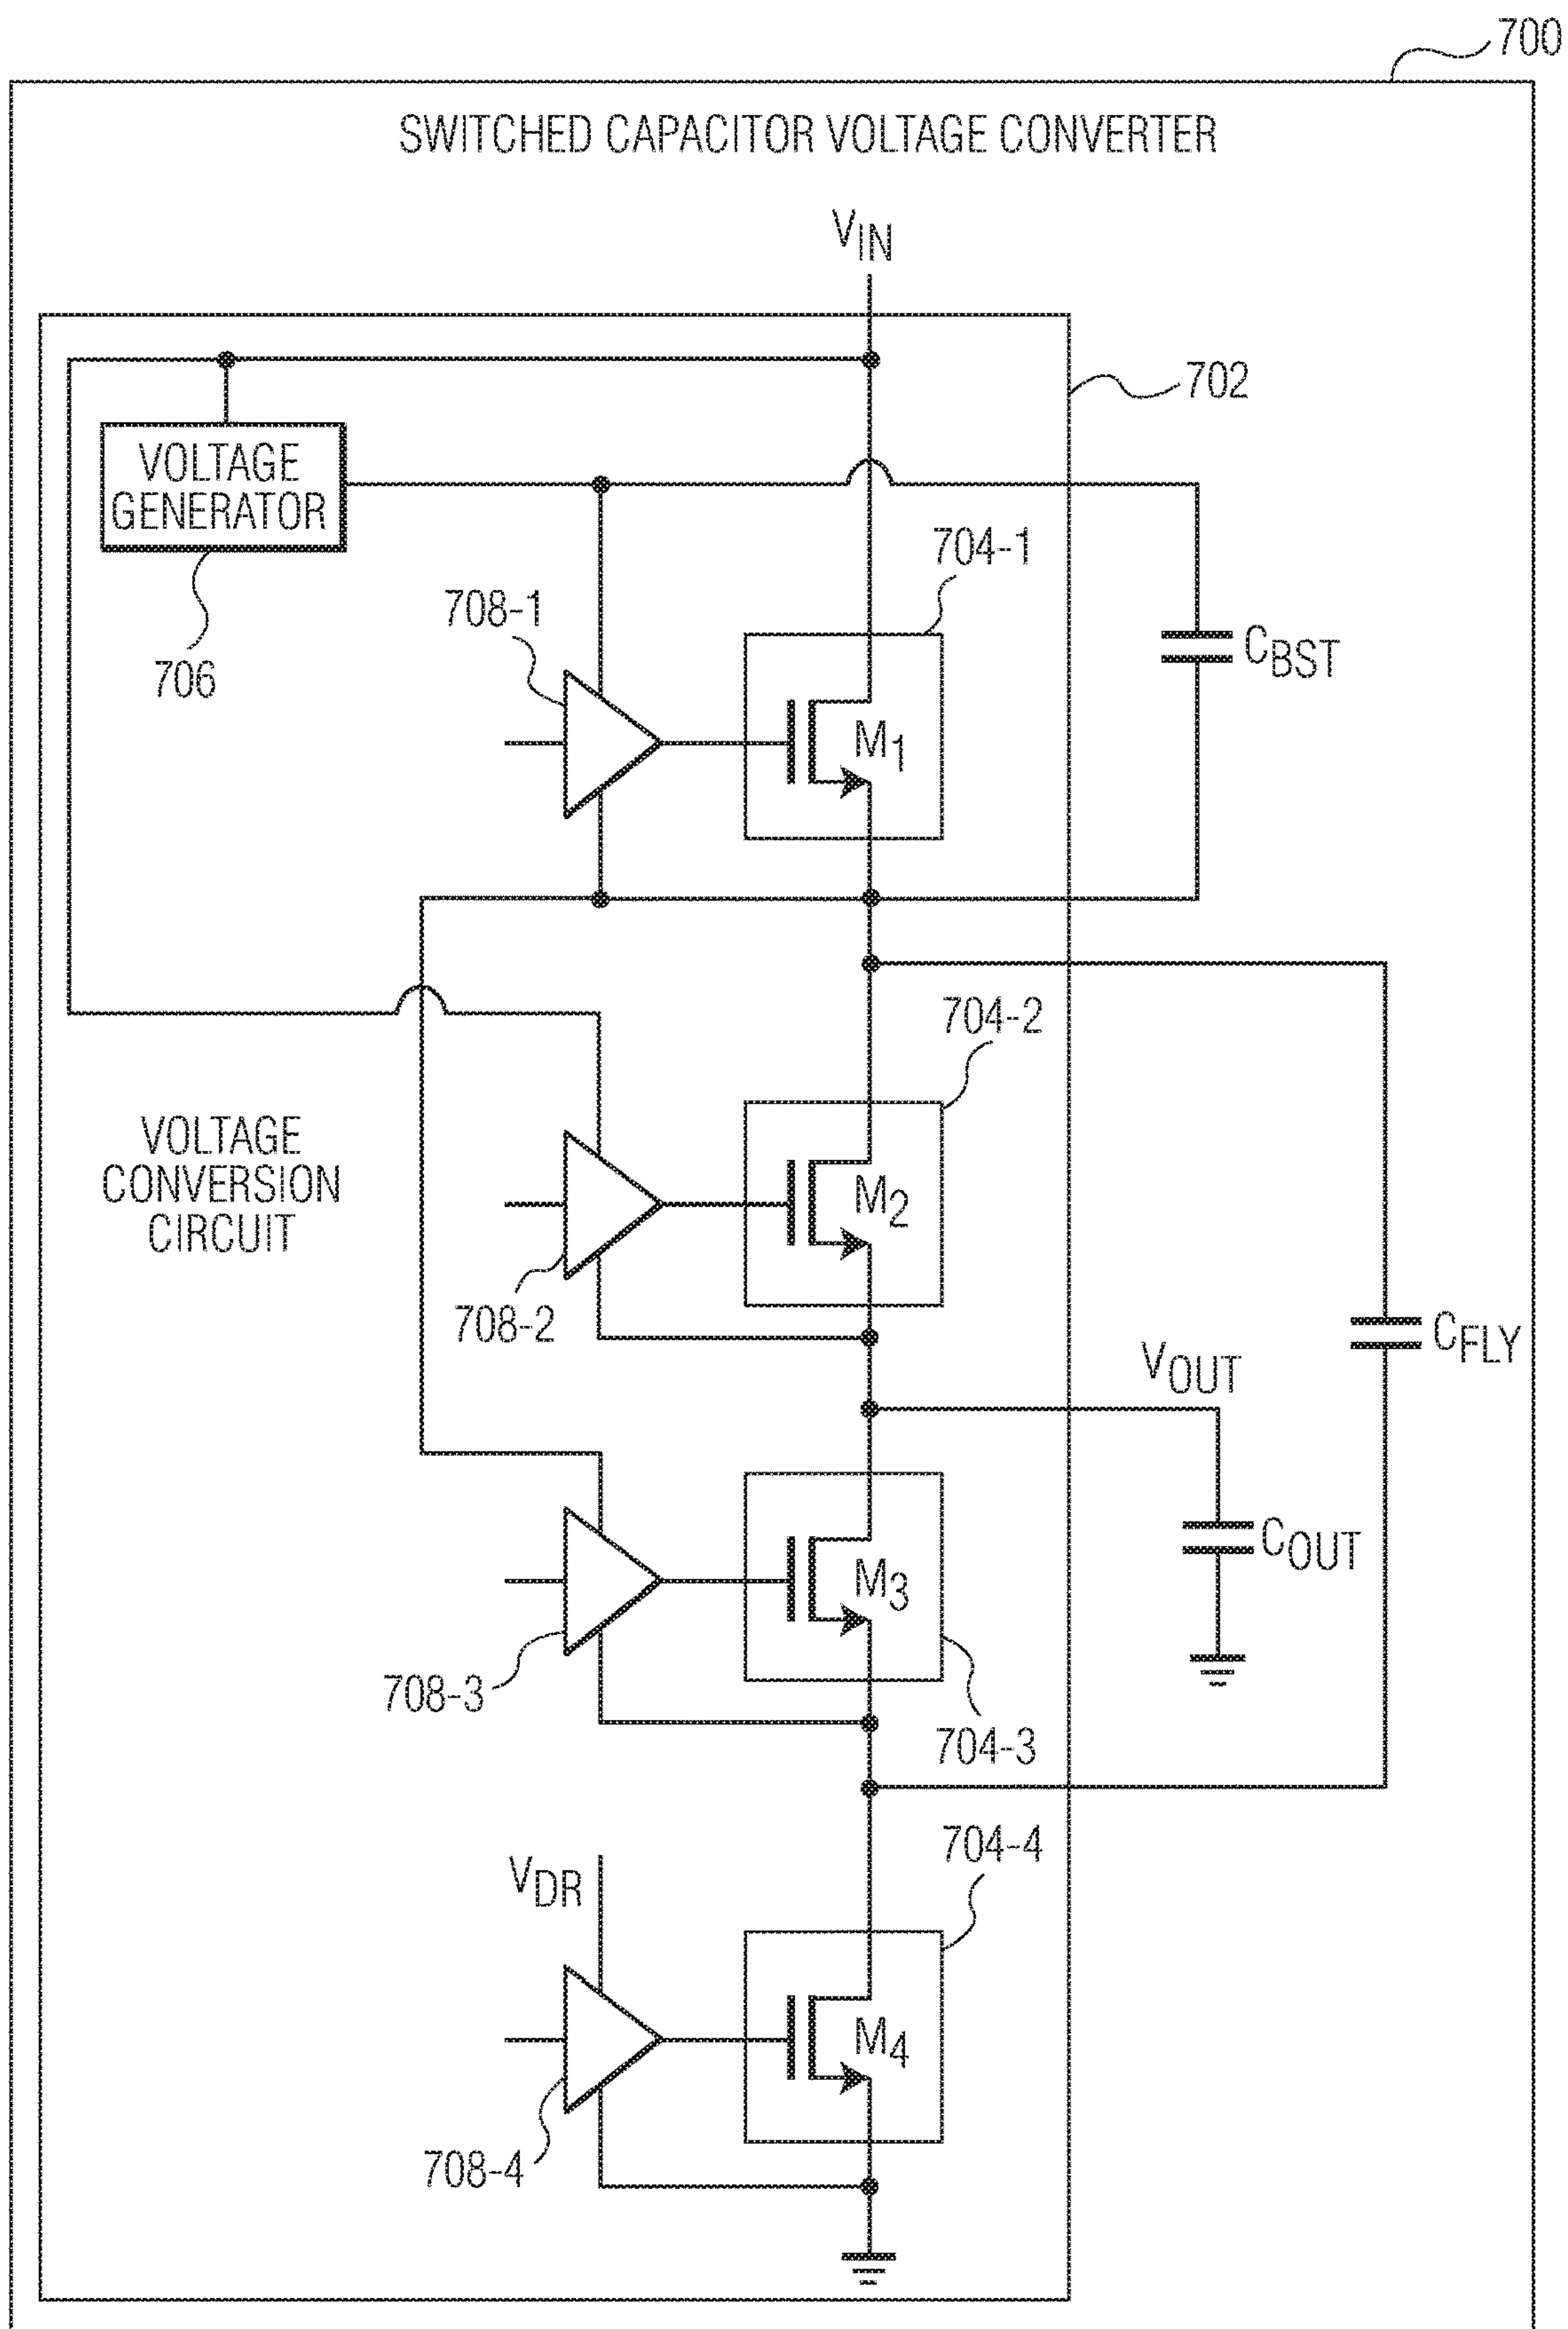 700
SWITCHED CAPACITOR VOLTAGE CONVERTER
VIN
702
VOLTAGE
GENERATOR
704-1
708-1
706
CBST
M1
704-2
VOLTAGE
CONVERSION
CIRCUIT
M2
708-2
CFLY
VOUT
COUT
M3
708-3
704-3
704-4
VDR
M4
708-4